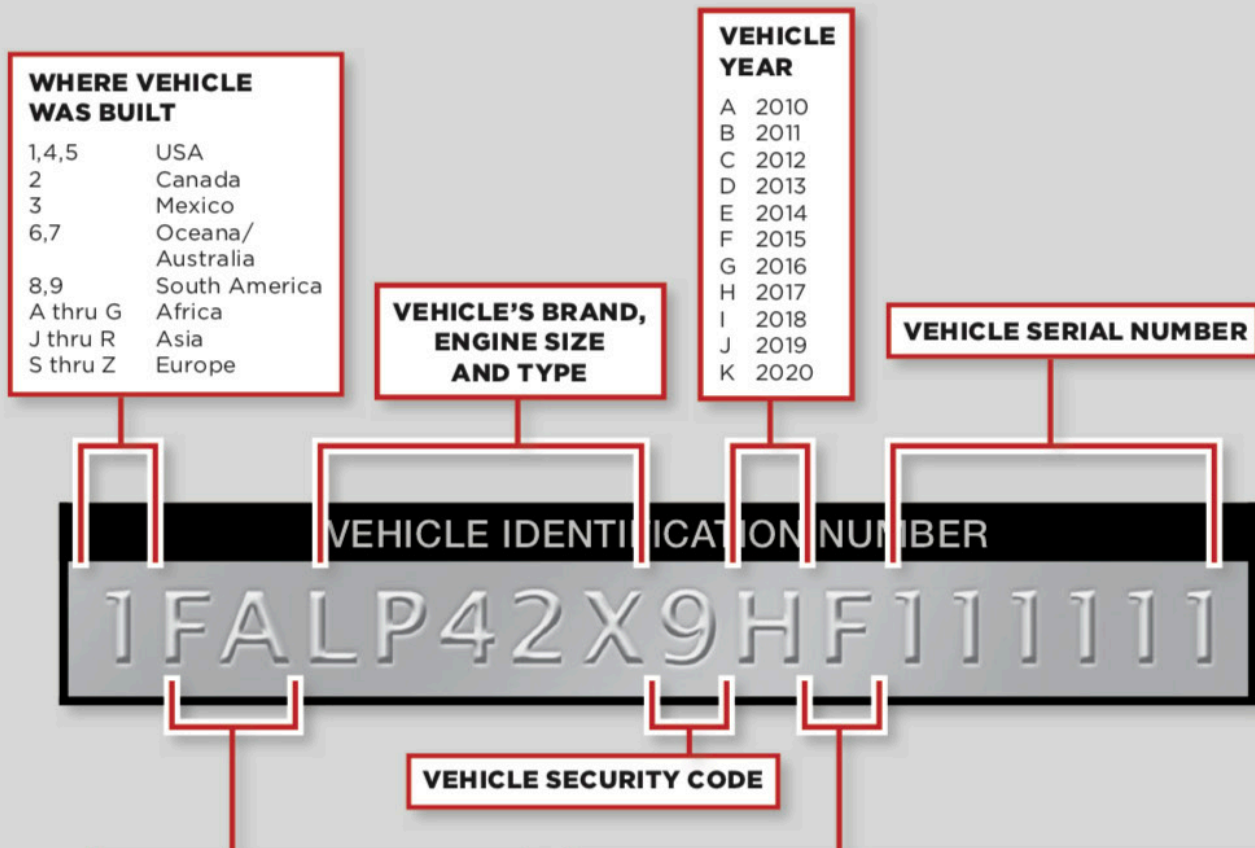 WHERE VEHICLE
WAS BUILT
1,4,5 USA
2 Canada
3 Mexico
6,7 Oceana/
Australia
8,9 South America
A thru G Africa
J thru R Asia
S thru Z Europe
VEHICLE'S BRAND,
ENGINE SIZE
AND TYPE
VEHICLE
YEAR
A 2010
B 2011
C 2012
D 2013
E 2014
F 2015
G 2016
H 2017
I 2018
J 2019
K 2020
VEHICLE SERIAL NUMBER
VEHICLE IDENTIFICATION NUMBER
1FALP42X9HF111111
VEHICLE SECURITY CODE